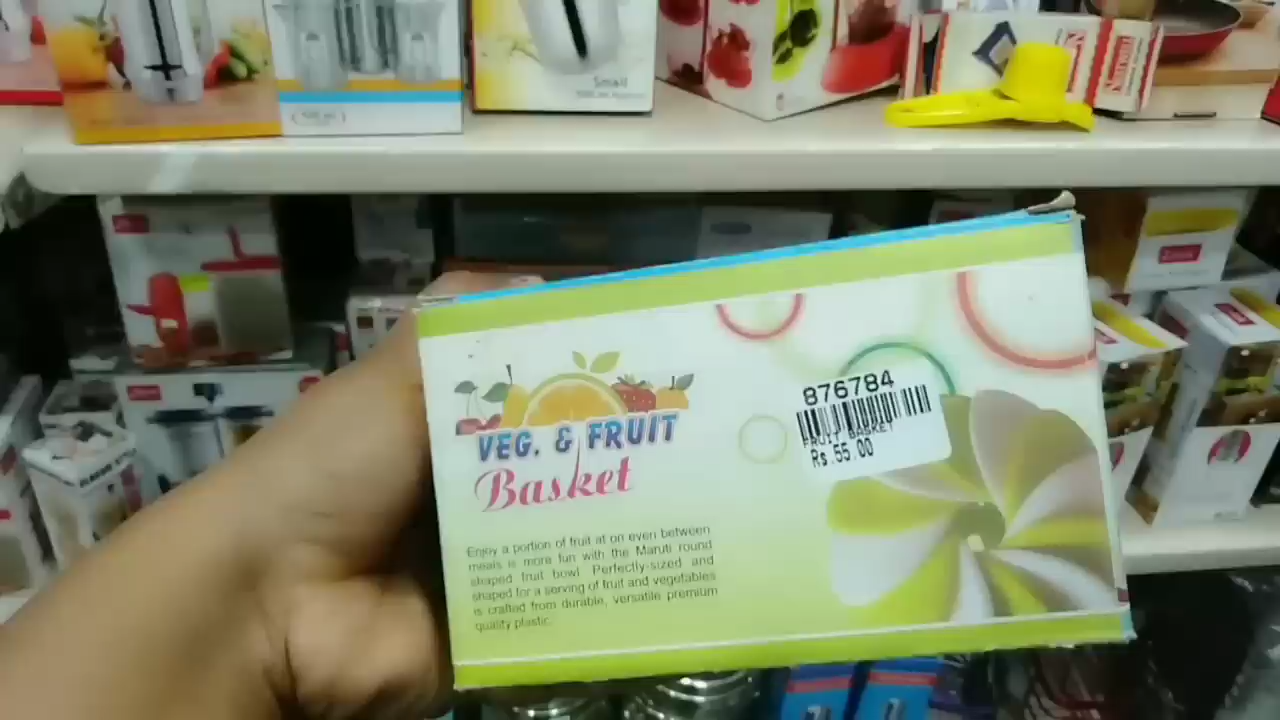 Small
876784
FRUIT BASKET
Rs.55.00
VEG. & FRUIT
Basket
Enjoy a portion of fruit at on even between
meals is more fun with the Maruti round
shaped fruit bowl. Perfectly-sized and
shaped for a serving of fruit and vegetables
is crafted from durable, versatile premium
quality plastic.